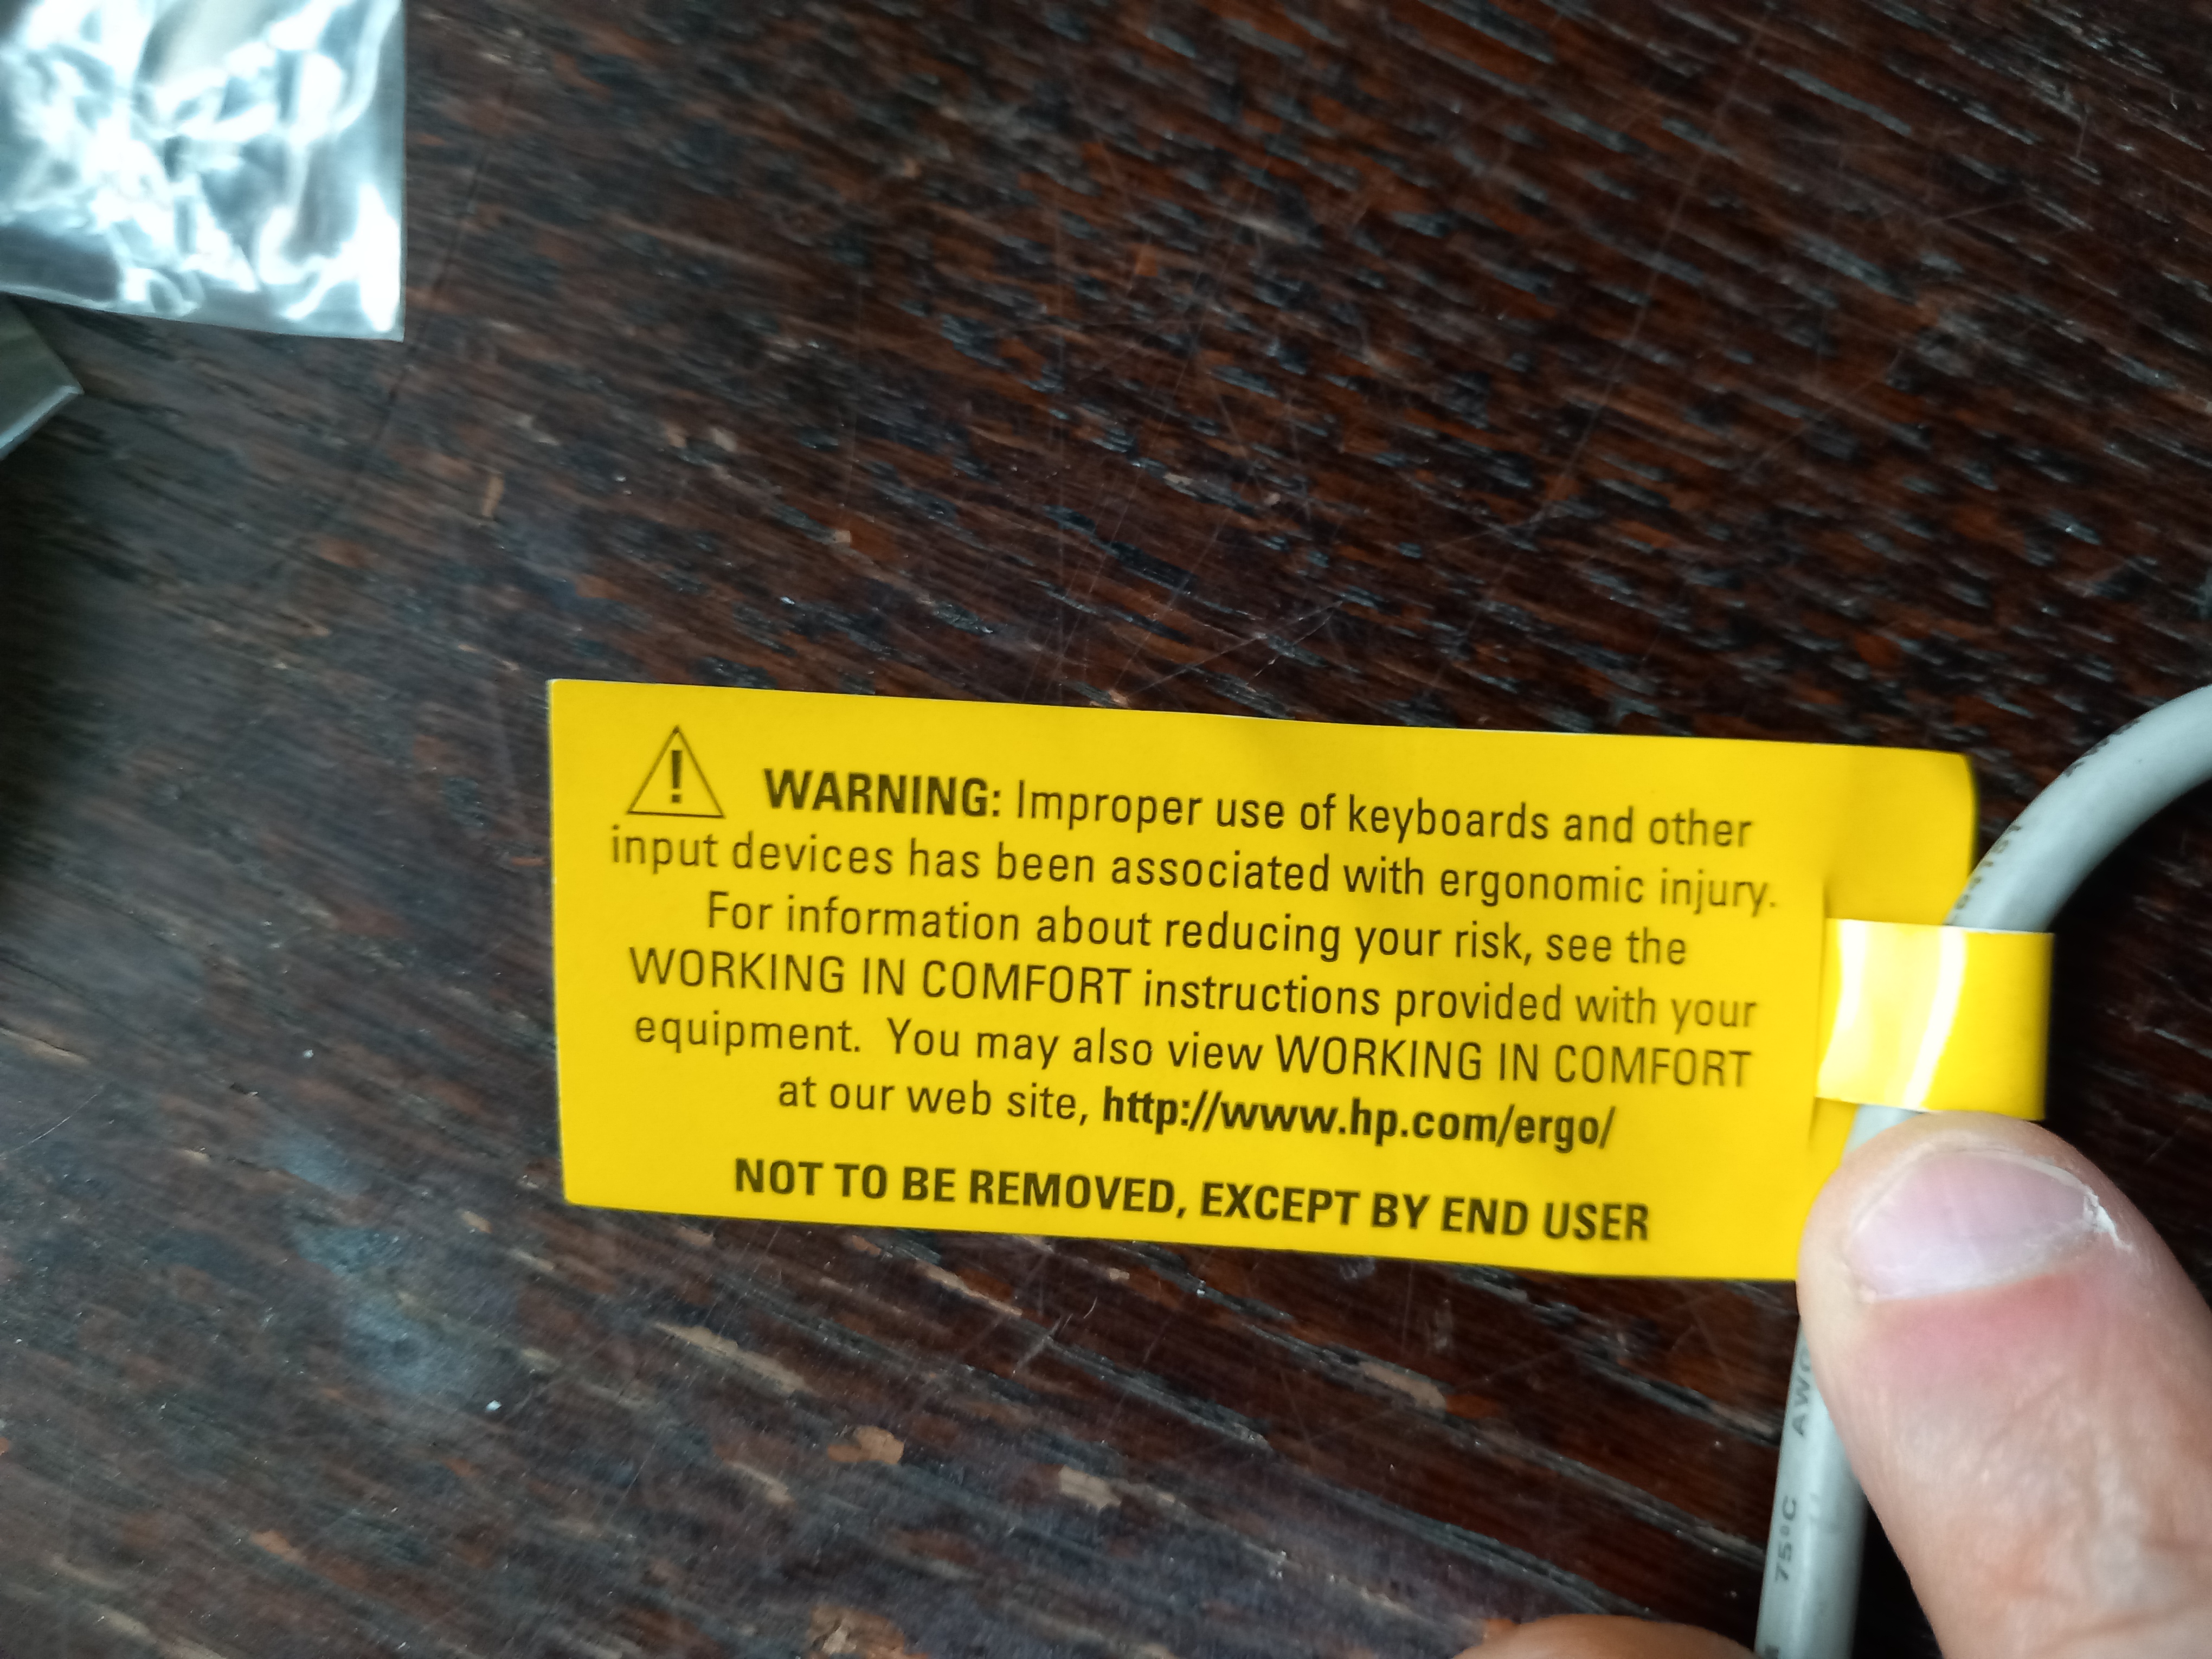 ! WARNING: Improper use of keyboards and other
input devices has been associated with ergonomic injury.
For information about reducing your risk, see the
WORKING IN COMFORT instructions provided with your
equipment. You may also view WORKING IN COMFORT
at our web site, http://www.hp.com/ergo/
NOT TO BE REMOVED, EXCEPT BY END USER
75°C AWG